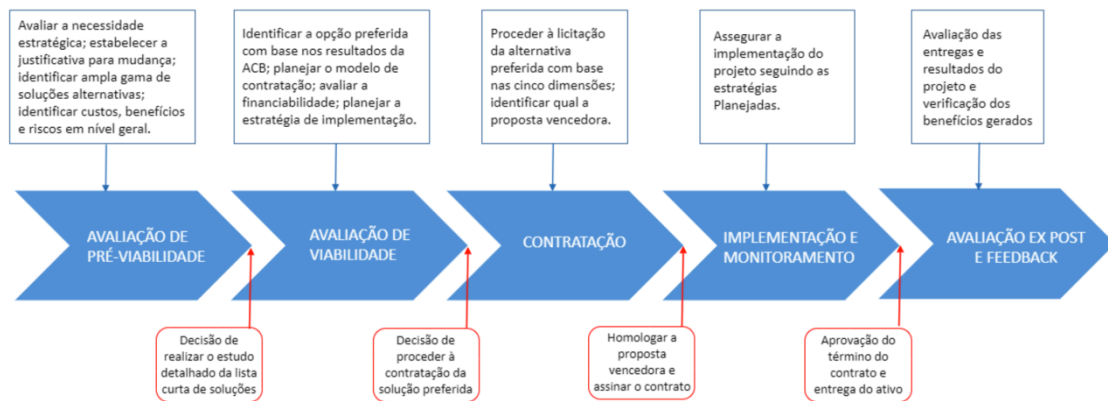 Avaliar a necessidade
estratégica; estabelecer a
justificativa para mudança;
identificar ampla gama de
soluções alternativas;
identificar custos, benefícios
e riscos em nível geral.
Identificar a opção preferida
com base nos resultados da
ACB; planejar o modelo de
contratação; avaliar a
financiabilidade; planejar a
estratégia de implementação.
Proceder à licitação
da alternativa
preferida com base
nas cinco dimensões;
identificar qual a
proposta vencedora.
Assegurar a
implementação do
projeto seguindo as
estratégias
Planejadas.
Avaliação das
entregas e
resultados do
projeto e
verificação dos
benefícios gerados
AVALIAÇÃO DE
PRÉ-VIABILIDADE
AVALIAÇÃO DE
VIABILIDADE
CONTRATAÇÃO
IMPLEMENTAÇÃO E
MONITORAMENTO
AVALIAÇÃO EX POST
E FEEDBACK
Decisão de
realizar o estudo
detalhado da lista
curta de soluções
Decisão de
proceder à
contratação da
solução preferida
Homologar a
proposta
vencedora e
assinar o contrato
Aprovação do
término do
contrato e
entrega do ativo